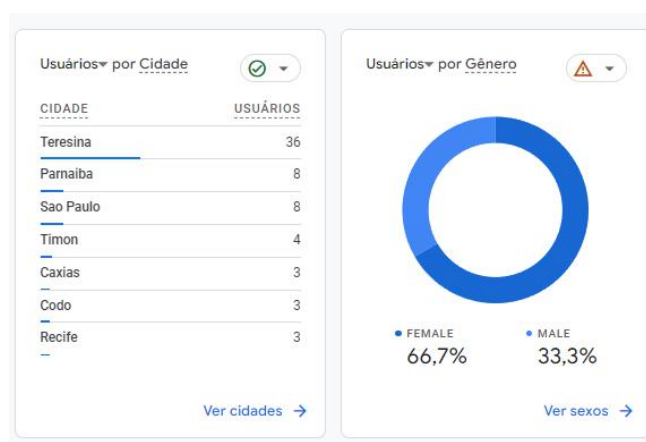 Usuários por Cidade
CIDADE USUÁRIOS
Teresina 36
Parnaiba 8
Sao Paulo 8
Timon 4
Caxias 3
Codo 3
Recife 3
Ver cidades →
Usuários por Gênero
FEMALE MALE
66,7% 33,3%
Ver sexos →